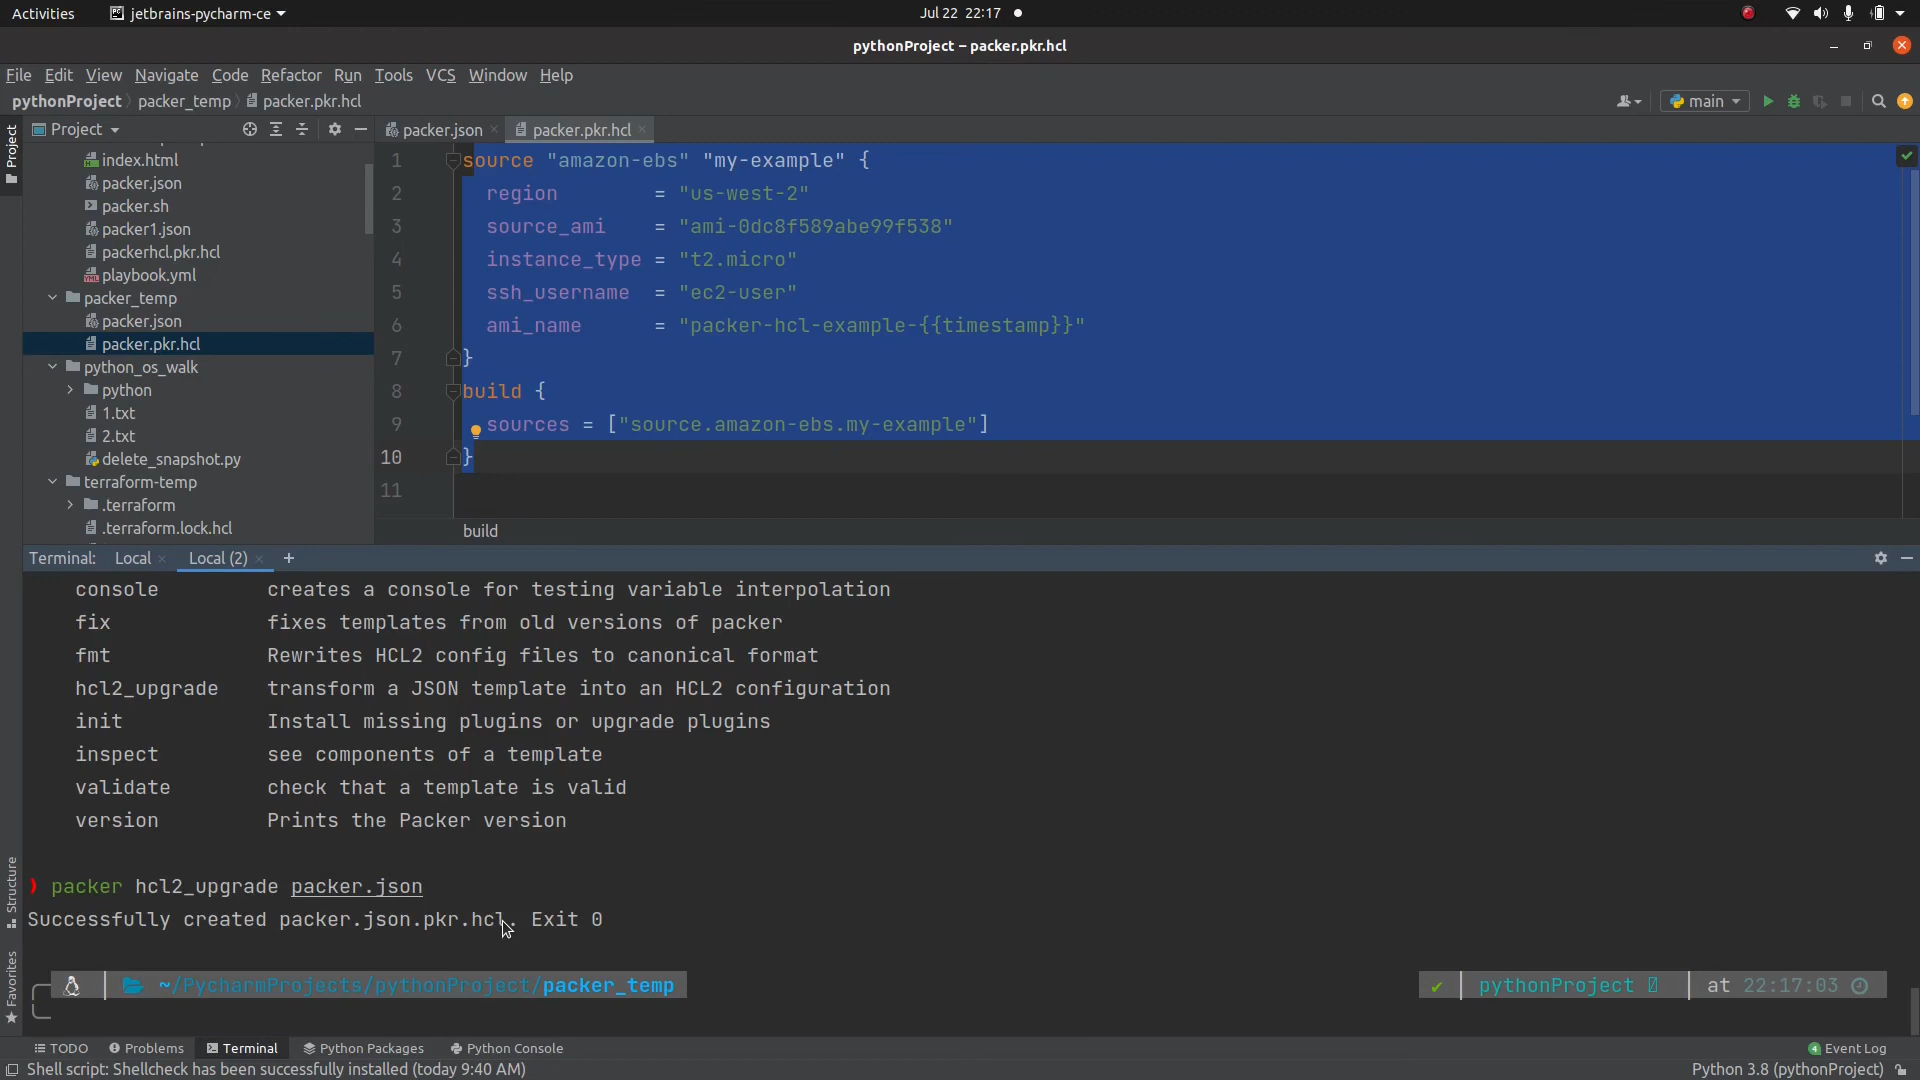 Activities
jetbrains-pycharm-ce
Jul 22 22:17
pythonProject – packer.pkr.hcl
File Edit View Navigate Code Refactor Run Tools VCS Window Help
pythonProject packer_temp packer.pkr.hcl
main
Project
packer.json
packer.pkr.hcl
Project
index.html
packer.json
packer.sh
packer1.json
packerhcl.pkr.hcl
playbook.yml
packer_temp
packer.json
packer.pkr.hcl
python_os_walk
python
1.txt
2.txt
delete_snapshot.py
terraform-temp
.terraform
.terraform.lock.hcl
1 source "amazon-ebs" "my-example" {
2 region = "us-west-2"
3 source_ami = "ami-0dc8f589abe99f538"
4 instance_type = "t2.micro"
5 ssh_username = "ec2-user"
6 ami_name = "packer-hcl-example-{{timestamp}}"
7 }
8 build {
9 sources = ["source.amazon-ebs.my-example"]
10 }
11
build
Terminal: Local Local (2) +
console creates a console for testing variable interpolation
fix fixes templates from old versions of packer
fmt Rewrites HCL2 config files to canonical format
hcl2_upgrade transform a JSON template into an HCL2 configuration
init Install missing plugins or upgrade plugins
inspect see components of a template
validate check that a template is valid
version Prints the Packer version
❯ packer hcl2_upgrade packer.json
Successfully created packer.json.pkr.hcl. Exit 0
~/PycharmProjects/pythonProject/packer_temp
pythonProject
at 22:17:03
Structure
Favorites
TODO Problems Terminal Python Packages Python Console
4 Event Log
Shell script: Shellcheck has been successfully installed (today 9:40 AM)
Python 3.8 (pythonProject)